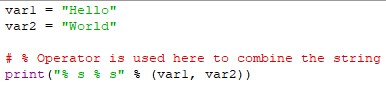 var1 = "Hello"
var2 = "World"
# % Operator is used here to combine the string
print("% s % s" % (var1, var2))